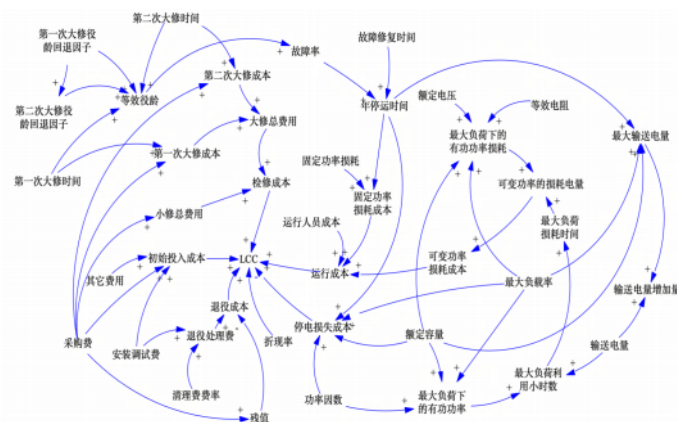 第二次大修时间
第一次大修役
龄回退因子
故障修复时间
故障率
第二次大修成本
等效役龄
第二次大修役
龄回退因子
年停运时间
额定电压
等效电阻
大修总费用
最大负荷下的
有功功率损耗
最大输送电量
第一次大修成本
固定功率损耗
第一次大修时间
检修成本
可变功率的损耗电量
固定功率
损耗成本
小修总费用
最大负荷
损耗时间
运行人员成本
初始投入成本
LCC
可变功率
损耗成本
运行成本
其它费用
最大负载率
输送电量增加量
退役成本
停电损失成本
额定容量
采购费
安装调试费
退役处理费
折现率
输送电量
最大负荷利
用小时数
清理费费率
功率因数
最大负荷下
的有功功率
残值